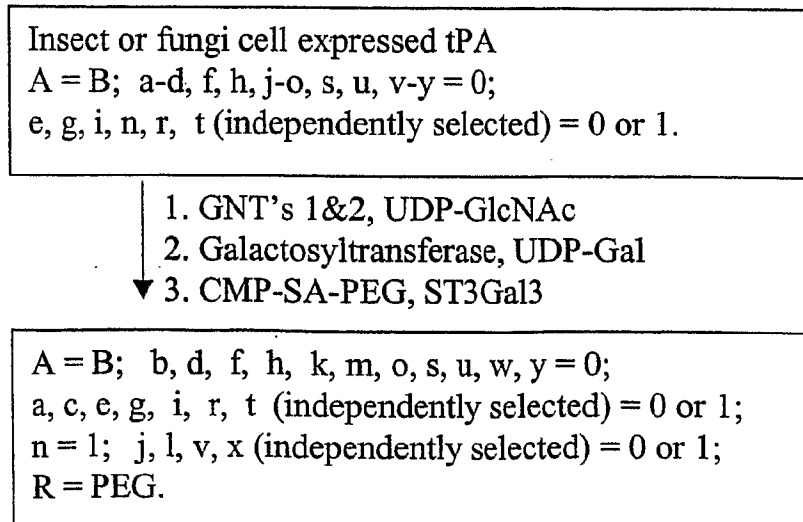 Insect or fungi cell expressed tPA
A = B; a-d, f, h, j-o, s, u, v-y = 0;
e, g, i, n, r, t (independently selected) = 0 or 1.
1. GNT's 1&2, UDP-GlcNAc
2. Galactosyltransferase, UDP-Gal
3. CMP-SA-PEG, ST3Gal3
A = B; b, d, f, h, k, m, o, s, u, w, y = 0;
a, c, e, g, i, r, t (independently selected) = 0 or 1;
n = 1; j, l, v, x (independently selected) = 0 or 1;
R = PEG.